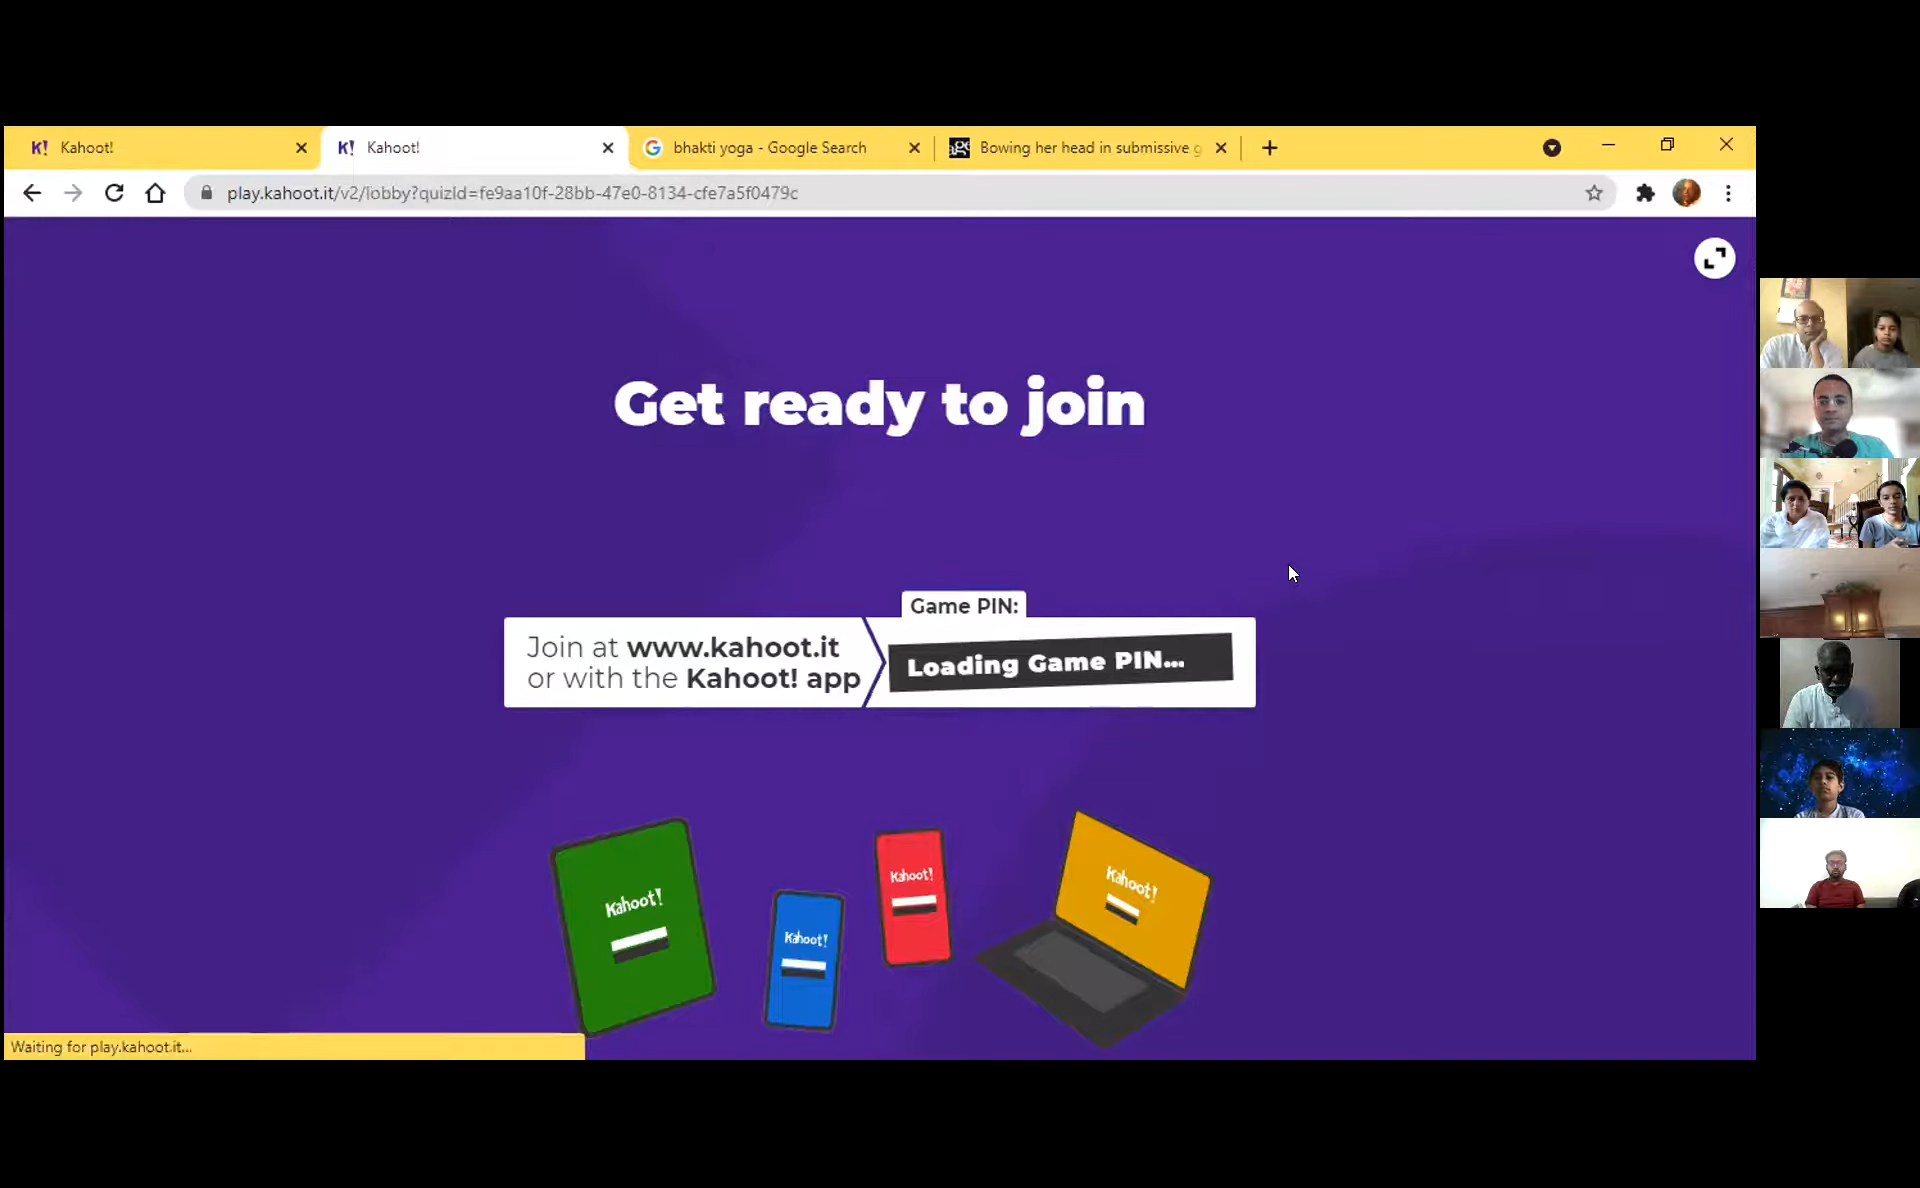 K! Kahoot!
K! Kahoot!
bhakti yoga - Google Search
Bowing her head in submissive g
play.kahoot.it/v2/lobby?quizId=fe9aa10f-28bb-47e0-8134-cfe7a5f0479c
Get ready to join
Game PIN:
Join at www.kahoot.it
or with the Kahoot! app
Loading Game PIN...
Kahoot!
Kahoot!
Kahoot!
Kahoot!
Waiting for play.kahoot.it...